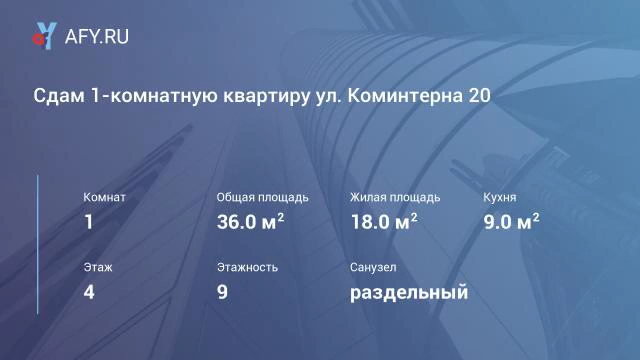 AFY.RU
Сдам 1-комнатную квартиру ул. Коминтерна 20
Комнат
1
Общая площадь
36.0 м²
Жилая площадь
18.0 м²
Кухня
9.0 м²
Этаж
4
Этажность
9
Санузел
раздельный